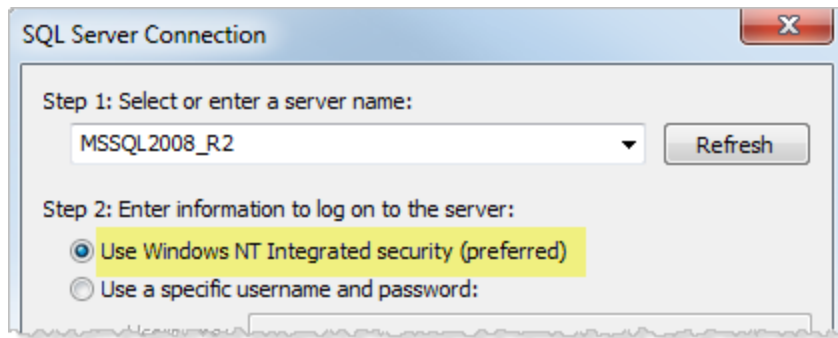 SQL Server Connection
Step 1: Select or enter a server name:
MSSQL2008_R2 Refresh
Step 2: Enter information to log on to the server:
Use Windows NT Integrated security (preferred)
Use a specific username and password: